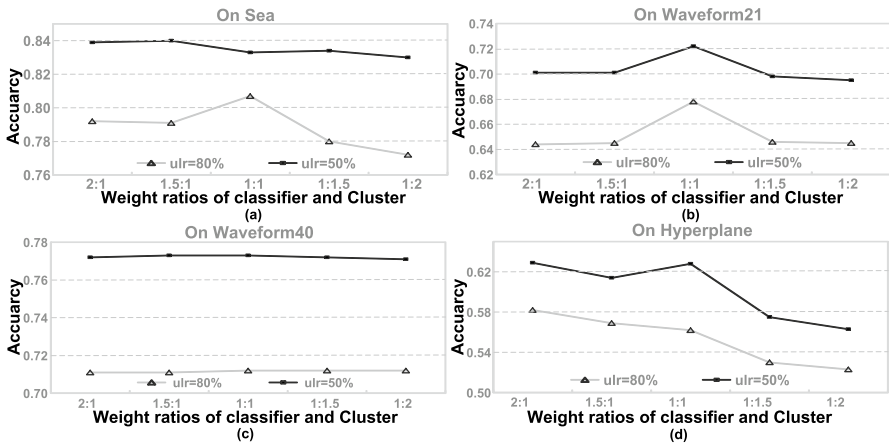 On Sea
Accuarcy
0.84
0.82
0.80
0.78
0.76
ulr=80%
ulr=50%
2:1 1.5:1 1:1 1:1.5 1:2
Weight ratios of classifier and Cluster
(a)
On Waveform21
Accuarcy
0.74
0.72
0.70
0.68
0.66
0.64
0.62
ulr=80%
ulr=50%
2:1 1.5:1 1:1 1:1.5 1:2
Weight ratios of classifier and Cluster
(b)
On Waveform40
Accuarcy
0.78
0.76
0.74
0.72
0.70
ulr=80%
ulr=50%
2:1 1.5:1 1:1 1:1.5 1:2
Weight ratios of classifier and Cluster
(c)
On Hyperplane
Accuarcy
0.62
0.58
0.54
0.50
ulr=80%
ulr=50%
2:1 1.5:1 1:1 1:1.5 1:2
Weight ratios of classifier and Cluster
(d)